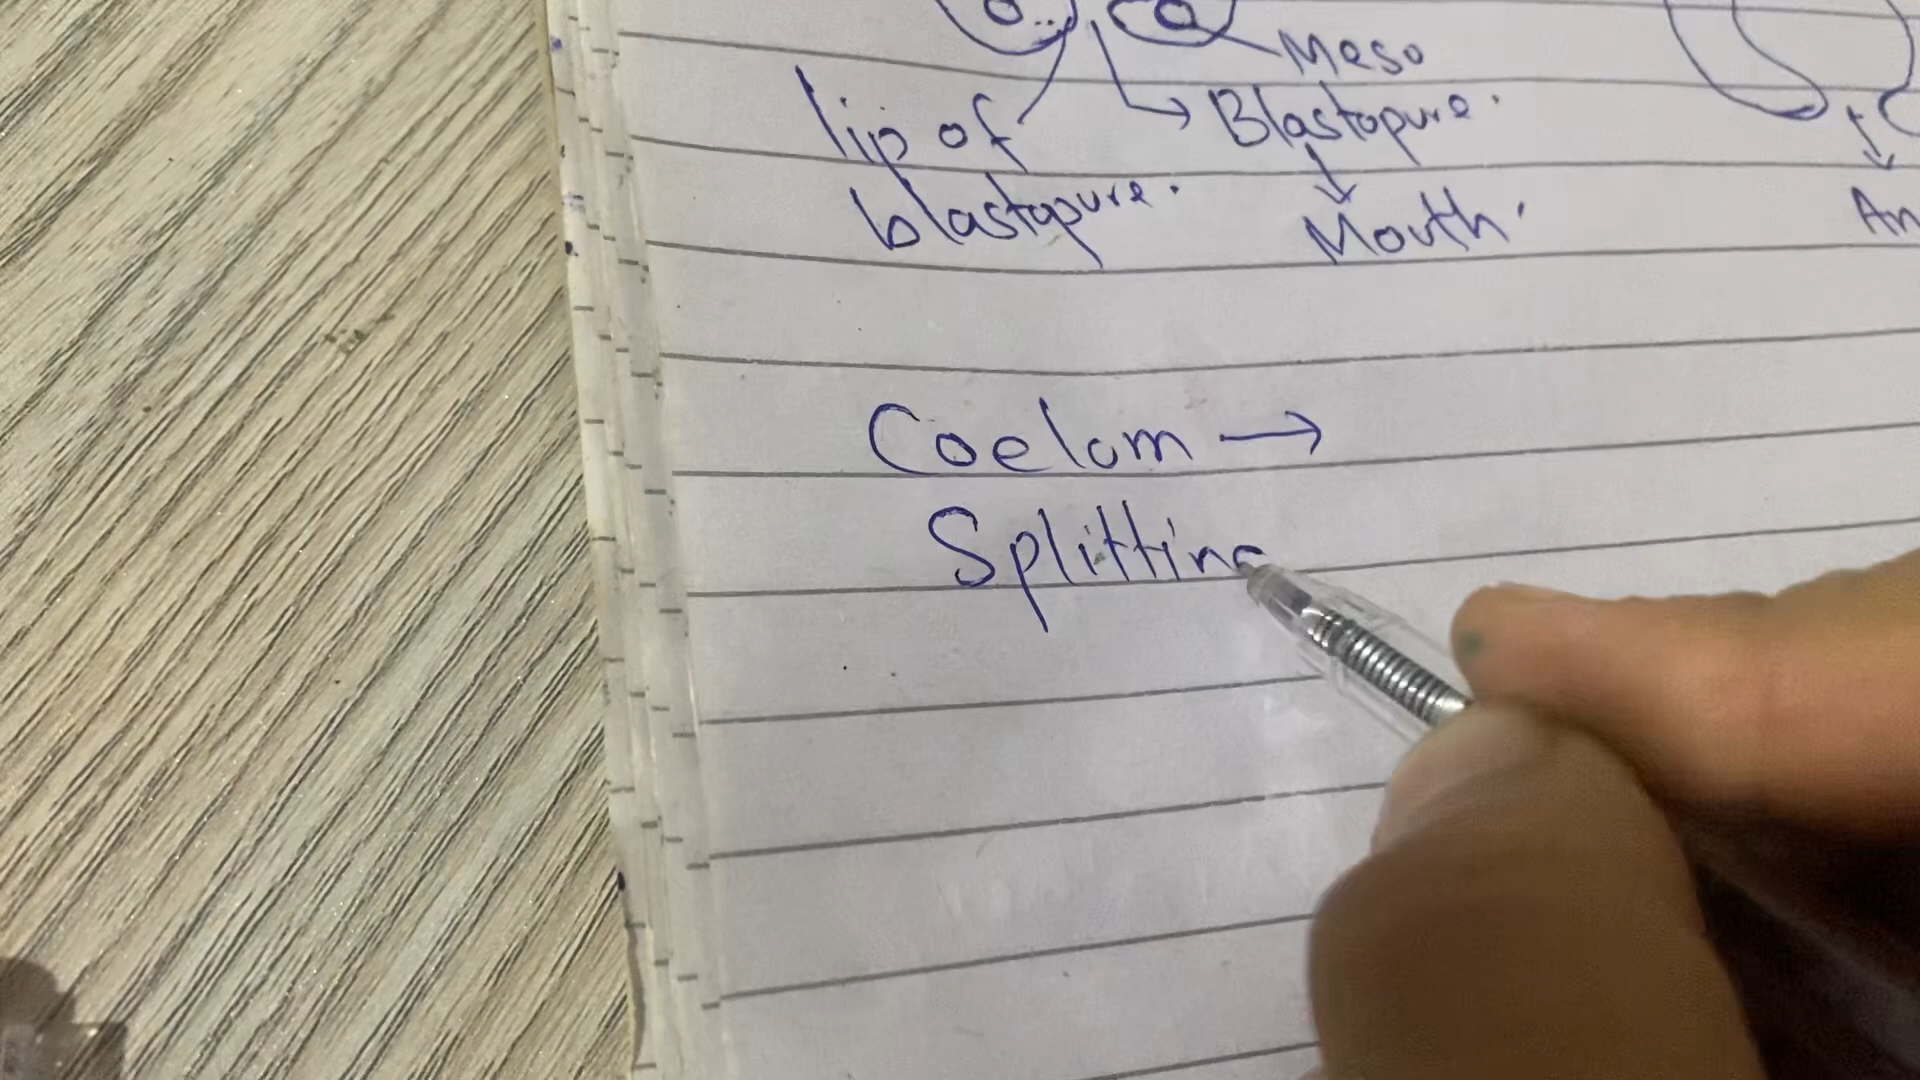 Meso
lip of → Blastopure.
blastopure. Mouth. An
Coelom →
Splitting